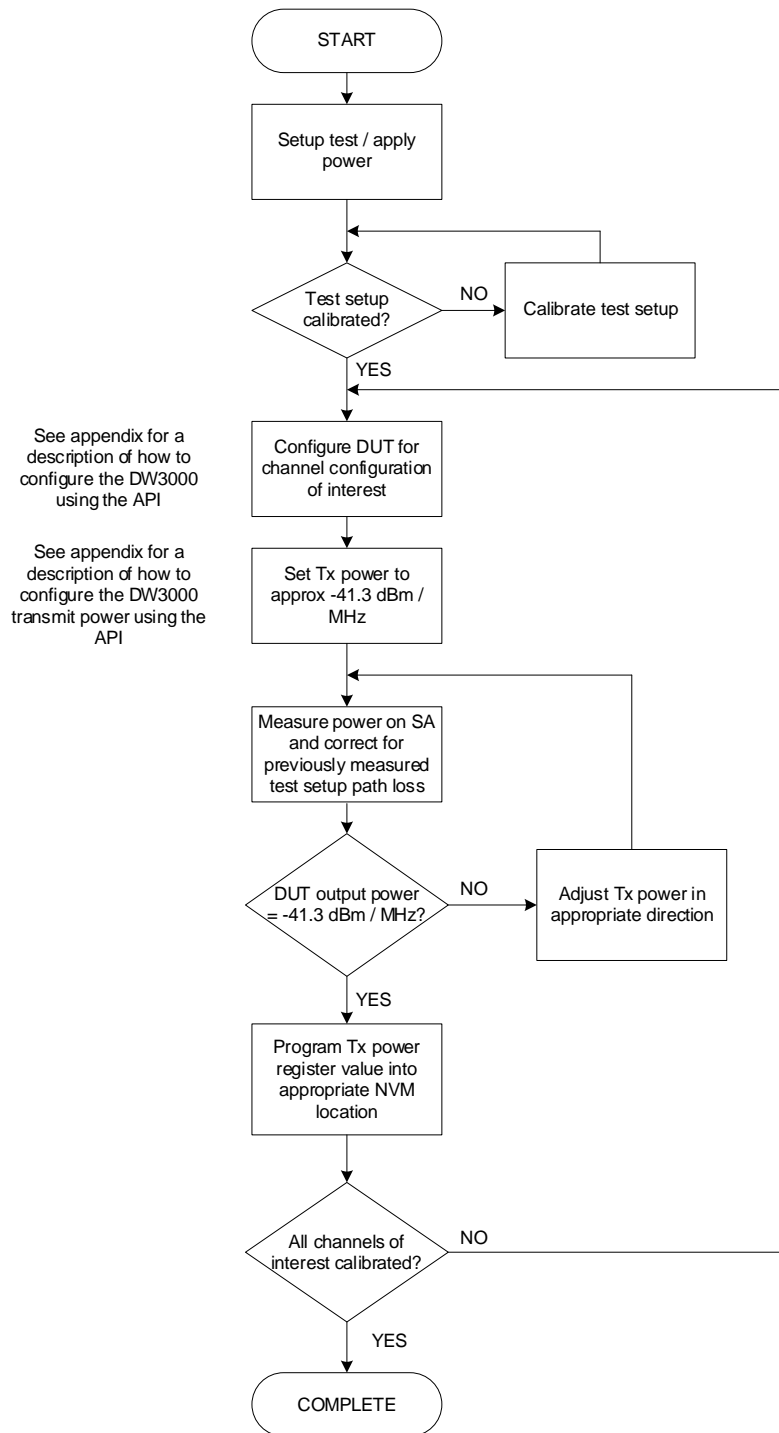 START
Setup test / apply
power
Test setup
calibrated?
NO
Calibrate test setup
YES
See appendix for a
description of how to
configure the DW3000
using the API
Configure DUT for
channel configuration
of interest
See appendix for a
description of how to
configure the DW3000
transmit power using the
API
Set Tx power to
approx -41.3 dBm /
MHz
Measure power on SA
and correct for
previously measured
test setup path loss
DUT output power
= -41.3 dBm / MHz?
NO
Adjust Tx power in
appropriate direction
YES
Program Tx power
register value into
appropriate NVM
location
All channels of
interest calibrated?
NO
YES
COMPLETE